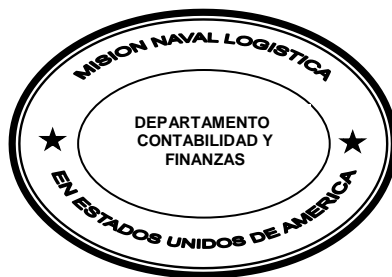 MISION NAVAL LOGISTICA
DEPARTAMENTO
CONTABILIDAD Y
FINANZAS
EN ESTADOS UNIDOS DE AMERICA